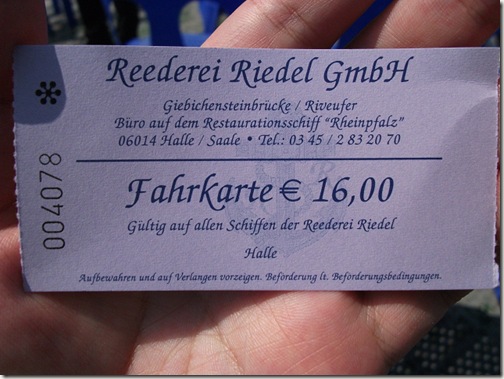 Reederei Riedel GmbH
Giebichensteinbrücke / Riveufer
Büro auf dem Restaurationsschiff "Rheinpfalz"
06014 Halle / Saale • Tel.: 03 45 / 2 83 20 70
004078
Fahrkarte € 16,00
Gültig auf allen Schiffen der Reederei Riedel
Halle
Aufbewahren und auf Verlangen vorzeigen. Beförderung lt. Beförderungsbedingungen.